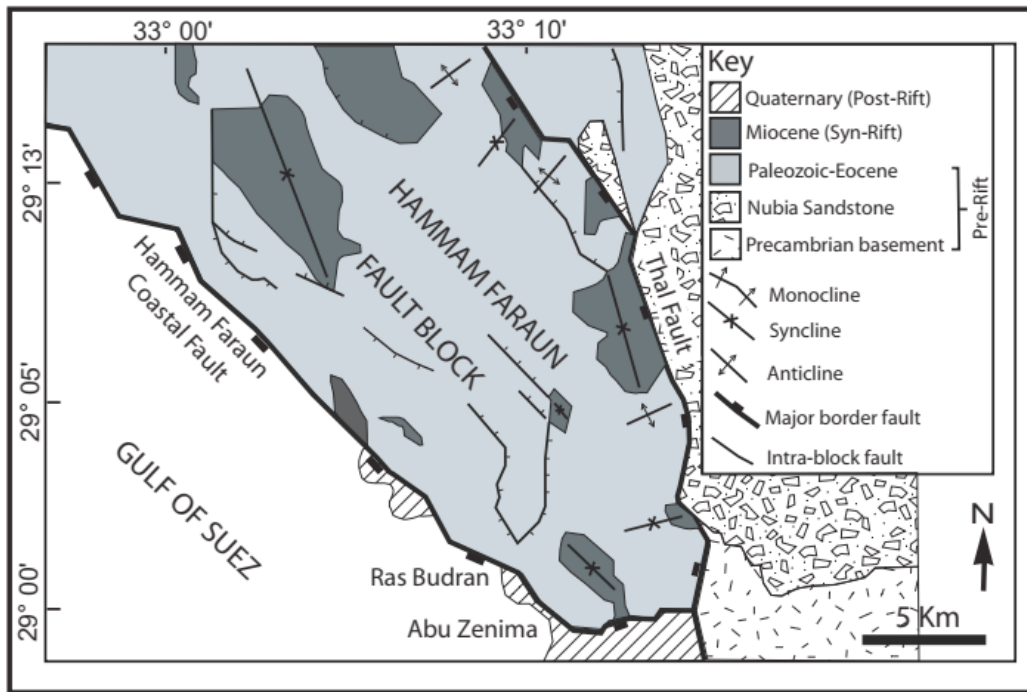 33° 00'
33° 10'
29° 13'
29° 05'
29° 00'
Key
Quaternary (Post-Rift)
Miocene (Syn-Rift)
Paleozoic-Eocene
Nubia Sandstone
Precambrian basement
Pre-Rift
Monocline
Syncline
Anticline
Major border fault
Intra-block fault
HAMMAM FARAUN
FAULT BLOCK
Thal Fault
Hammam Faraun
Coastal Fault
GULF OF SUEZ
Ras Budran
Abu Zenima
N
5 Km